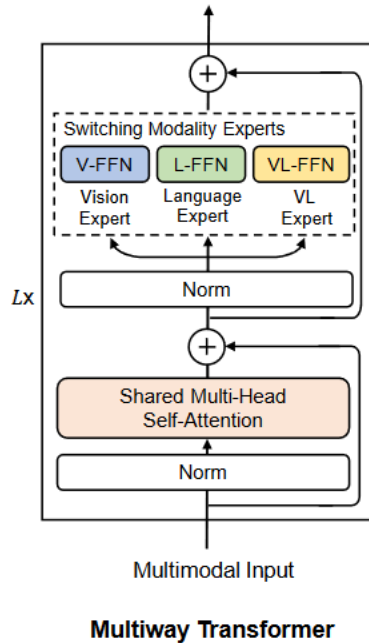 Switching Modality Experts
V-FFN L-FFN VL-FFN
Vision Expert
Language Expert
VL Expert
Norm
Lx
Shared Multi-Head
Self-Attention
Norm
Multimodal Input
Multiway Transformer